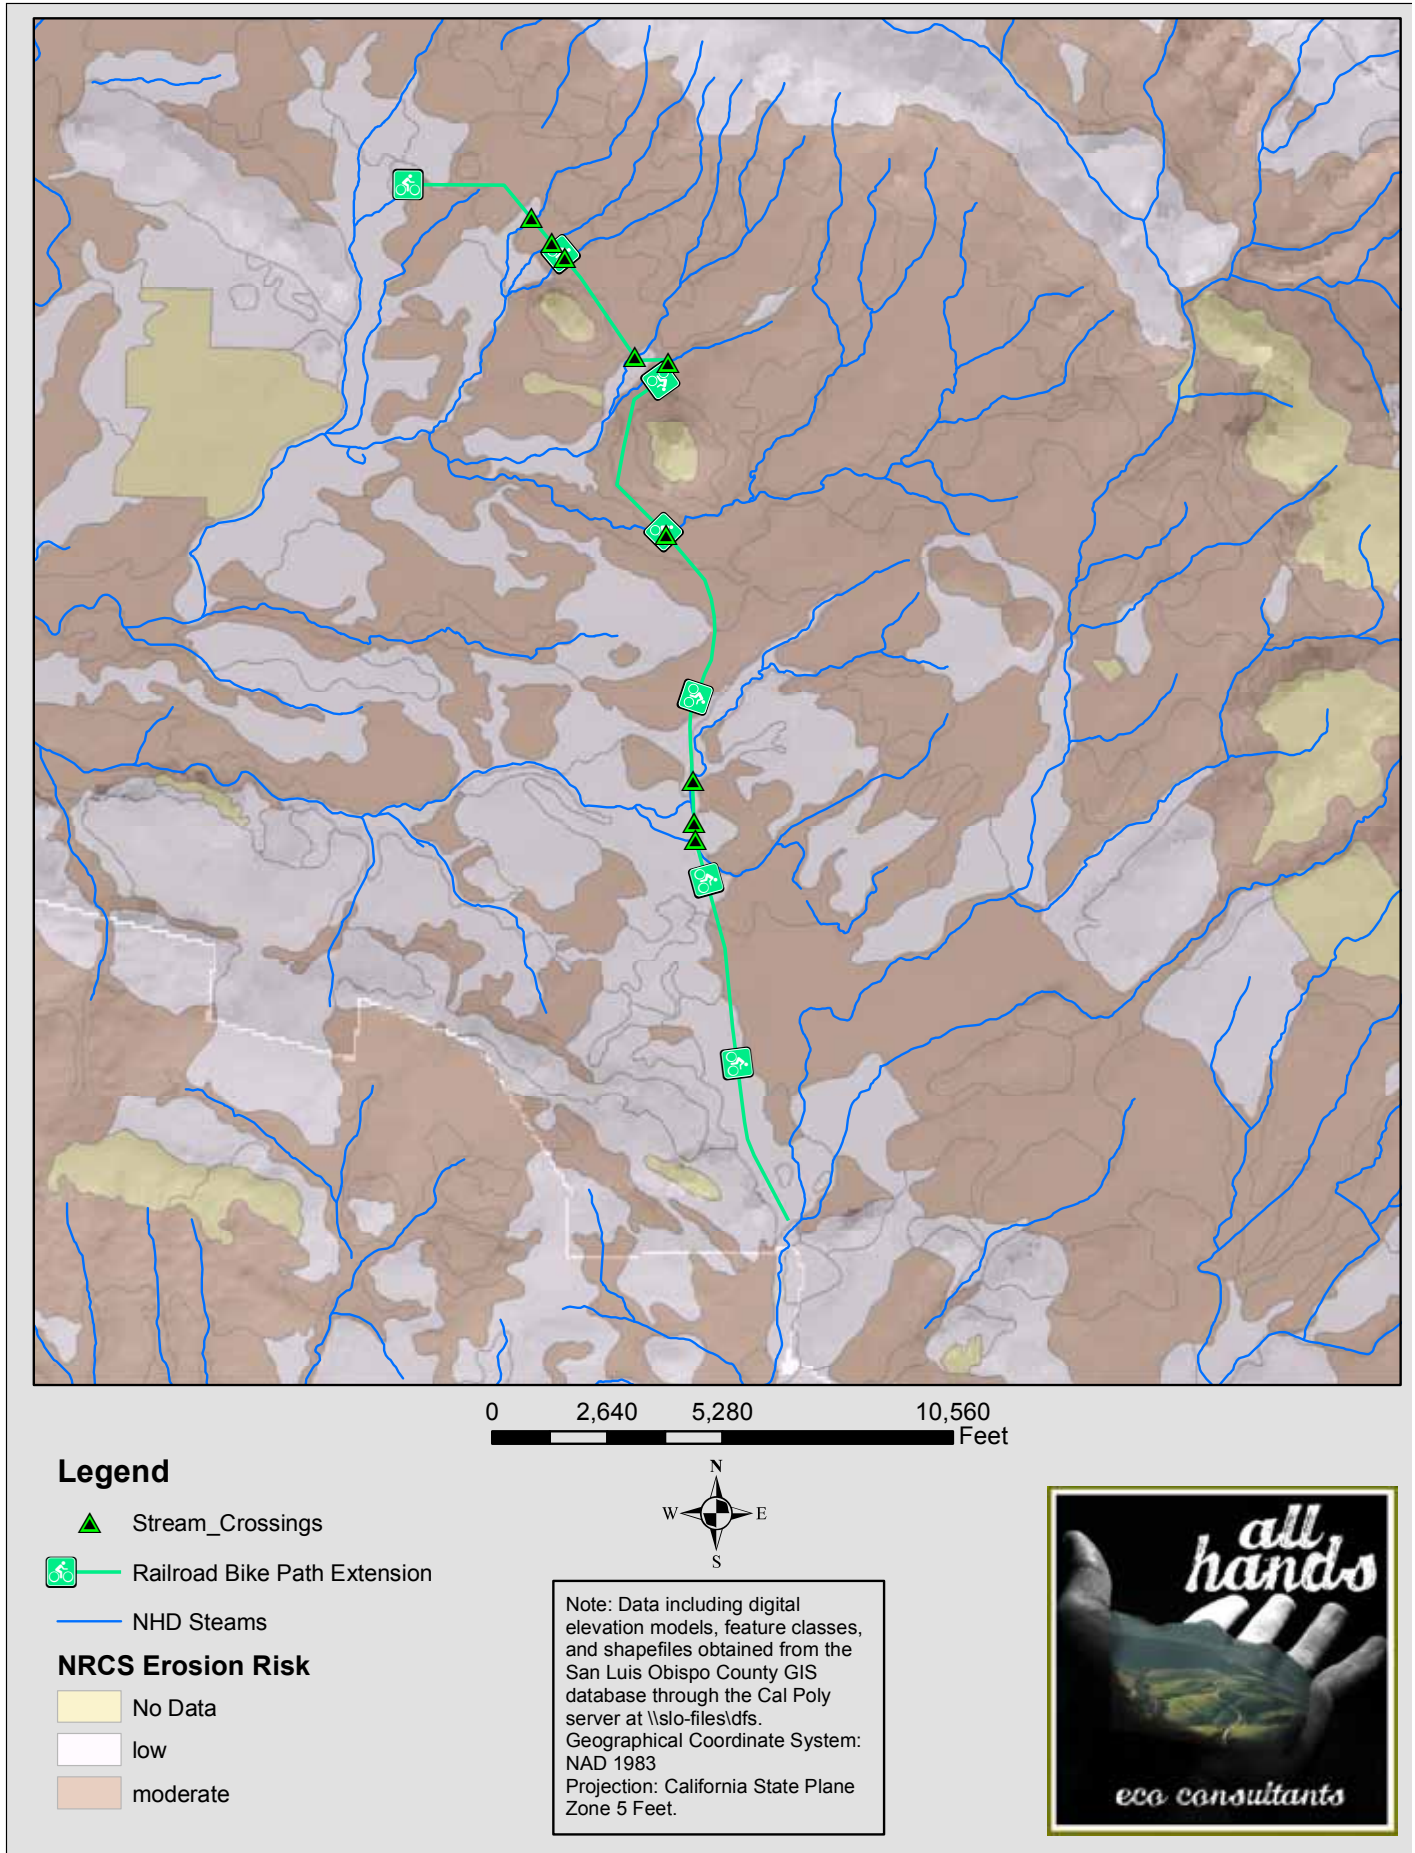 0 2,640 5,280 10,560
Feet
Legend
Stream_Crossings
Railroad Bike Path Extension
NHD Steams
NRCS Erosion Risk
No Data
low
moderate
N
W E
S
Note: Data including digital
elevation models, feature classes,
and shapefiles obtained from the
San Luis Obispo County GIS
database through the Cal Poly
server at \\slo-files\dfs.
Geographical Coordinate System:
NAD 1983
Projection: California State Plane
Zone 5 Feet.
all
hands
eco consultants